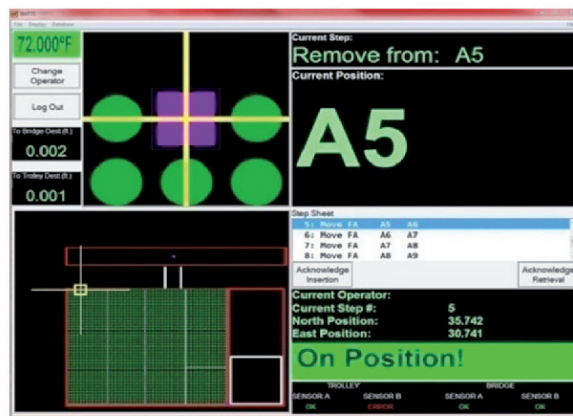 File Display Database
72.000°F
Change
Operator
Log Out
To Bridge Dest (ft.)
0.002
To Trolley Dest (ft.)
0.001
Current Step:
Remove from: A5
Current Position:
A5
Step Sheet
5: Move FA A5 A6
6: Move FA A6 A7
7: Move FA A7 A8
8: Move FA A8 A9
Acknowledge
Insertion
Acknowledge
Retrieval
Current Operator:
Current Step #: 5
North Position: 35.742
East Position: 30.741
On Position!
TROLLEY BRIDGE
SENSOR A SENSOR B SENSOR A SENSOR B
OK ERROR OK OK